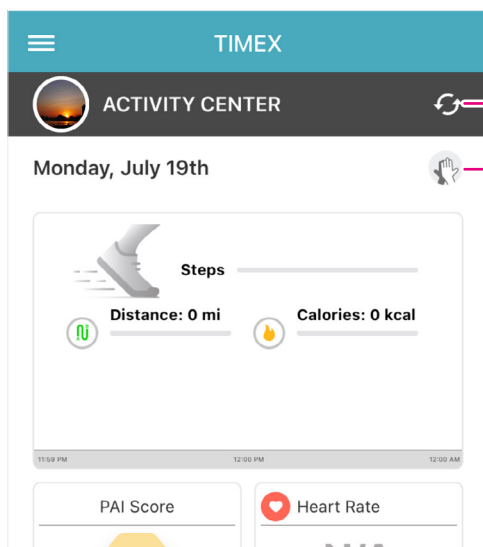 TIMEX
ACTIVITY CENTER
Monday, July 19th
Steps
Distance: 0 mi
Calories: 0 kcal
11:59 PM 12:00 PM 12:00 AM
PAI Score
Heart Rate